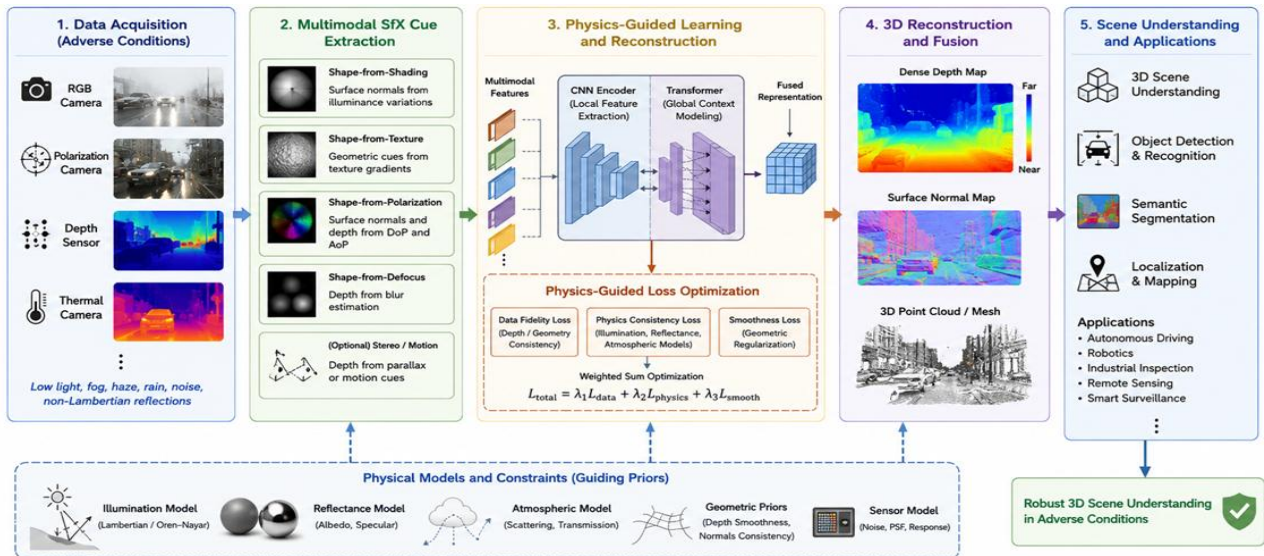 1. Data Acquisition
(Adverse Conditions)
RGB
Camera
Polarization
Camera
Depth
Sensor
Thermal
Camera
Low light, fog, haze, rain, noise,
non-Lambertian reflections
2. Multimodal SfX Cue
Extraction
Shape-from-Shading
Surface normals from
illuminance variations
Shape-from-Texture
Geometric cues from
texture gradients
Shape-from-Polarization
Surface normals and
depth from DoP and
AoP
Shape-from-Defocus
Depth from blur
estimation
(Optional) Stereo / Motion
Depth from parallax
or motion cues
3. Physics-Guided Learning
and Reconstruction
Multimodal
Features
CNN Encoder
(Local Feature
Extraction)
Transformer
(Global Context
Modeling)
Fused
Representation
Physics-Guided Loss Optimization
Data Fidelity Loss
(Depth / Geometry
Consistency)
Physics Consistency Loss
(Illumination, Reflectance,
Atmospheric Models)
Smoothness Loss
(Geometric
Regularization)
Weighted Sum Optimization
L_total = λ₁L_data + λ₂L_physics + λ₃L_smooth
4. 3D Reconstruction
and Fusion
Dense Depth Map
Far
Near
Surface Normal Map
3D Point Cloud / Mesh
5. Scene Understanding
and Applications
3D Scene
Understanding
Object Detection
& Recognition
Semantic
Segmentation
Localization
& Mapping
Applications
• Autonomous Driving
• Robotics
• Industrial Inspection
• Remote Sensing
• Smart Surveillance
Physical Models and Constraints (Guiding Priors)
Illumination Model
(Lambertian / Oren–Nayar)
Reflectance Model
(Albedo, Specular)
Atmospheric Model
(Scattering, Transmission)
Geometric Priors
(Depth Smoothness,
Normals Consistency)
Sensor Model
(Noise, PSF, Response)
Robust 3D Scene Understanding
in Adverse Conditions